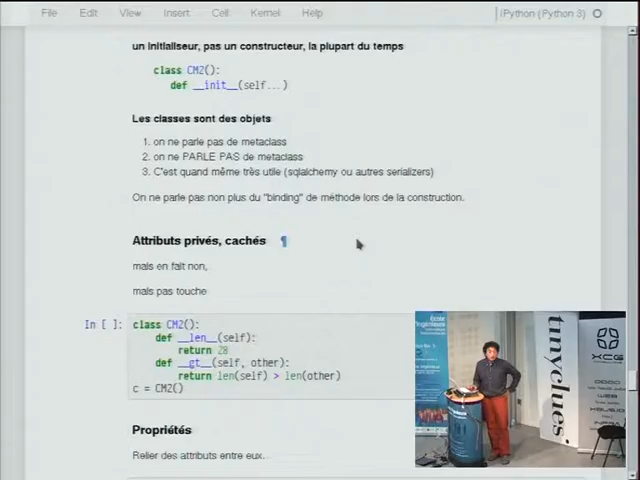 File Edit View Insert Cell Kernel Help IPython (Python 3)
un initialiseur, pas un constructeur, la plupart du temps
class CM2():
def __init__(self...)
Les classes sont des objets
1. on ne parle pas de metaclass
2. on ne PARLE PAS de metaclass
3. C'est quand même très utile (sqlalchemy ou autres serializers)
On ne parle pas non plus du "binding" de méthode lors de la construction.
Attributs privés, cachés ¶
mais en fait non,
mais pas touche
In [ ]:
class CM2():
def __len__(self):
return 28
def __gt__(self, other):
return len(self) > len(other)
c = CM2()
Propriétés
Relier des attributs entre eux.
tinyclues
XCG